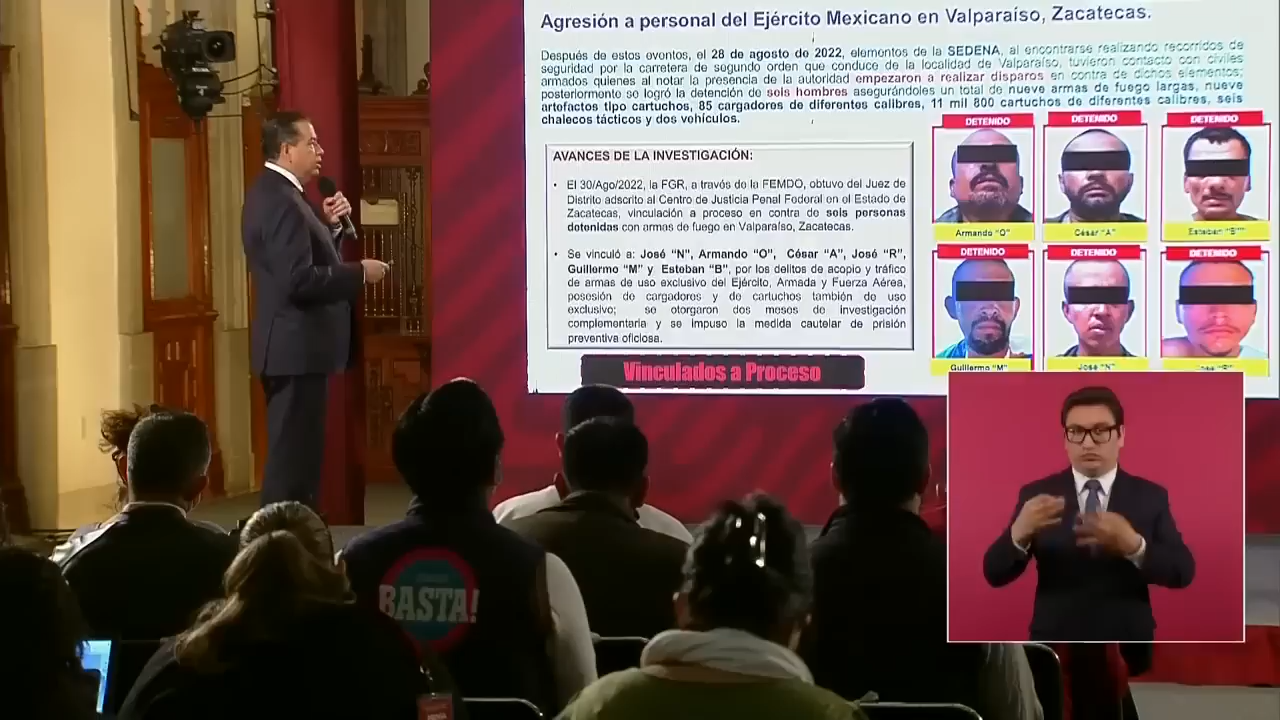 Agresión a personal del Ejército Mexicano en Valparaíso, Zacatecas.
Después de estos eventos, el 28 de agosto de 2022, elementos de la SEDENA, al encontrarse realizando recorridos de
seguridad por la carretera de segundo orden que conduce de la localidad de Valparaíso, tuvieron contacto con civiles
armados quienes al notar la presencia de la autoridad empezaron a realizar disparos en contra de dichos elementos;
posteriormente se logró la detención de seis hombres asegurándoles un total de nueve armas de fuego largas, nueve
artefactos tipo cartuchos, 85 cargadores de diferentes calibres, 11 mil 800 cartuchos de diferentes calibres, seis
chalecos tácticos y dos vehículos.
AVANCES DE LA INVESTIGACIÓN:
• El 30/Ago/2022, la FGR, a través de la FEMDO, obtuvo del Juez de
Distrito adscrito al Centro de Justicia Penal Federal en el Estado de
Zacatecas, vinculación a proceso en contra de seis personas
detenidas con armas de fuego en Valparaíso, Zacatecas.
• Se vinculó a: José “N”, Armando “O”, César “A”, José “R”,
Guillermo “M” y Esteban “B”, por los delitos de acopio y tráfico
de armas de uso exclusivo del Ejército, Armada y Fuerza Aérea,
posesión de cargadores y de cartuchos también de uso
exclusivo; se otorgaron dos meses de investigación
complementaria y se impuso la medida cautelar de prisión
preventiva oficiosa.
Vinculados a Proceso
DETENIDO DETENIDO DETENIDO
Armando “O” César “A” Esteban “B”
DETENIDO DETENIDO DETENIDO
Guillermo “M” José “N” José “R”
BASTA!